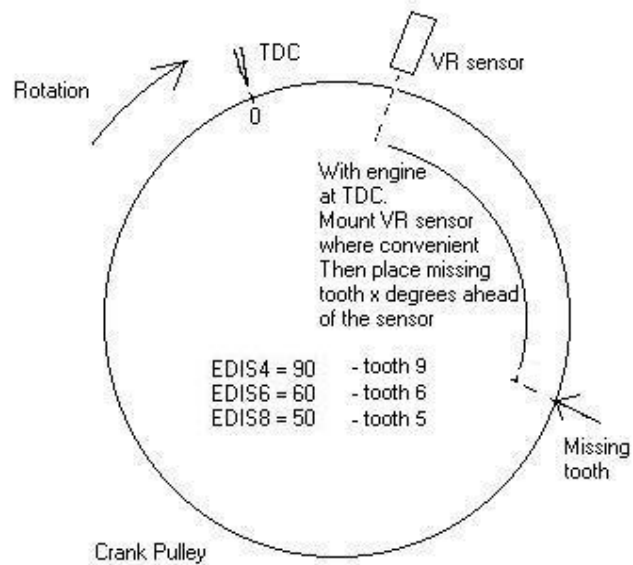 TDC
VR sensor
Rotation
0
With engine
at TDC.
Mount VR sensor
where convenient
Then place missing
tooth x degrees ahead
of the sensor
EDIS4 = 90 - tooth 9
EDIS6 = 60 - tooth 6
EDIS8 = 50 - tooth 5
Missing
tooth
Crank Pulley